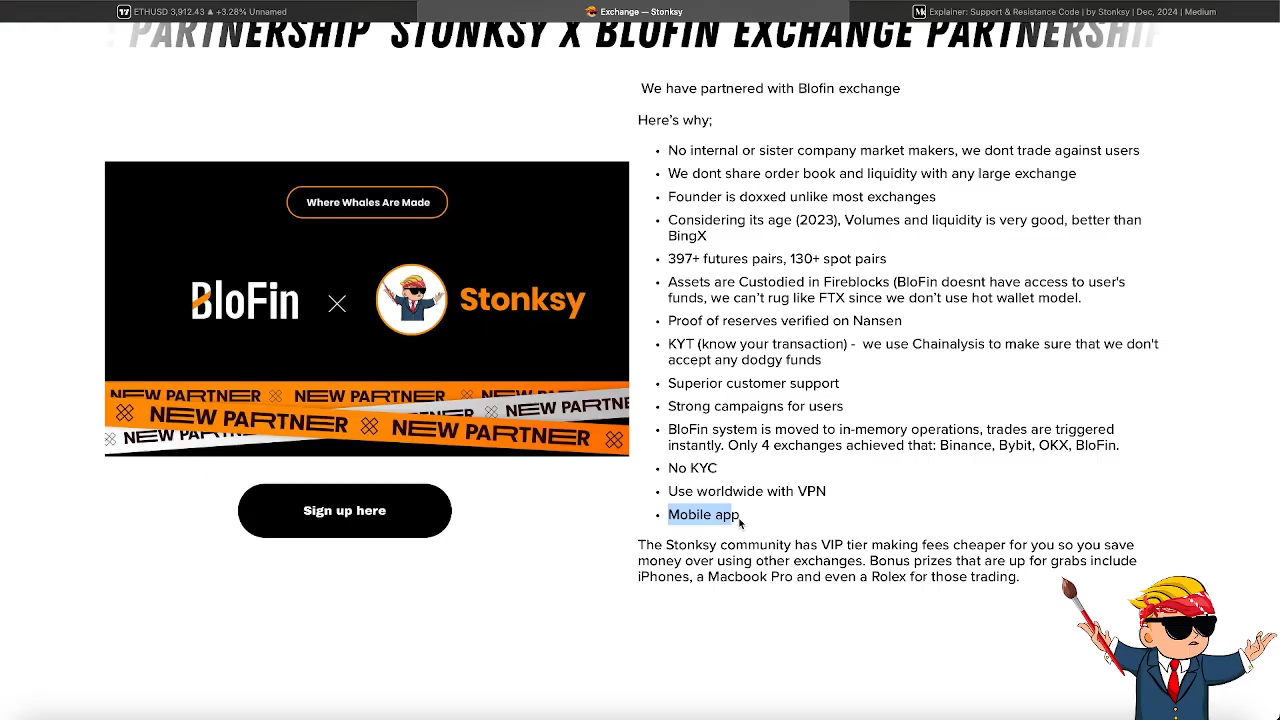 ETHUSD 3,912.43 ▲ +3.28% Unnamed
Exchange — Stonksy
Explainer: Support & Resistance Code | by Stonksy | Dec, 2024 | Medium
PARTNERSHIP STONKSY X BLOFIN EXCHANGE PARTNERSHIP
We have partnered with Blofin exchange
Here's why;
• No internal or sister company market makers, we dont trade against users
• We dont share order book and liquidity with any large exchange
• Founder is doxxed unlike most exchanges
• Considering its age (2023), Volumes and liquidity is very good, better than
BingX
• 397+ futures pairs, 130+ spot pairs
• Assets are Custodied in Fireblocks (BloFin doesnt have access to user's
funds, we can't rug like FTX since we don't use hot wallet model.
• Proof of reserves verified on Nansen
• KYT (know your transaction) -  we use Chainalysis to make sure that we don't
accept any dodgy funds
• Superior customer support
• Strong campaigns for users
• BloFin system is moved to in-memory operations, trades are triggered
instantly. Only 4 exchanges achieved that: Binance, Bybit, OKX, BloFin.
• No KYC
• Use worldwide with VPN
• Mobile app
The Stonksy community has VIP tier making fees cheaper for you so you save
money over using other exchanges. Bonus prizes that are up for grabs include
iPhones, a Macbook Pro and even a Rolex for those trading.
Where Whales Are Made
BloFin × Stonksy
NEW PARTNER NEW PARTNER NEW PARTNER
NEW PARTNER NEW PARTNER
NEW PARTNER
Sign up here